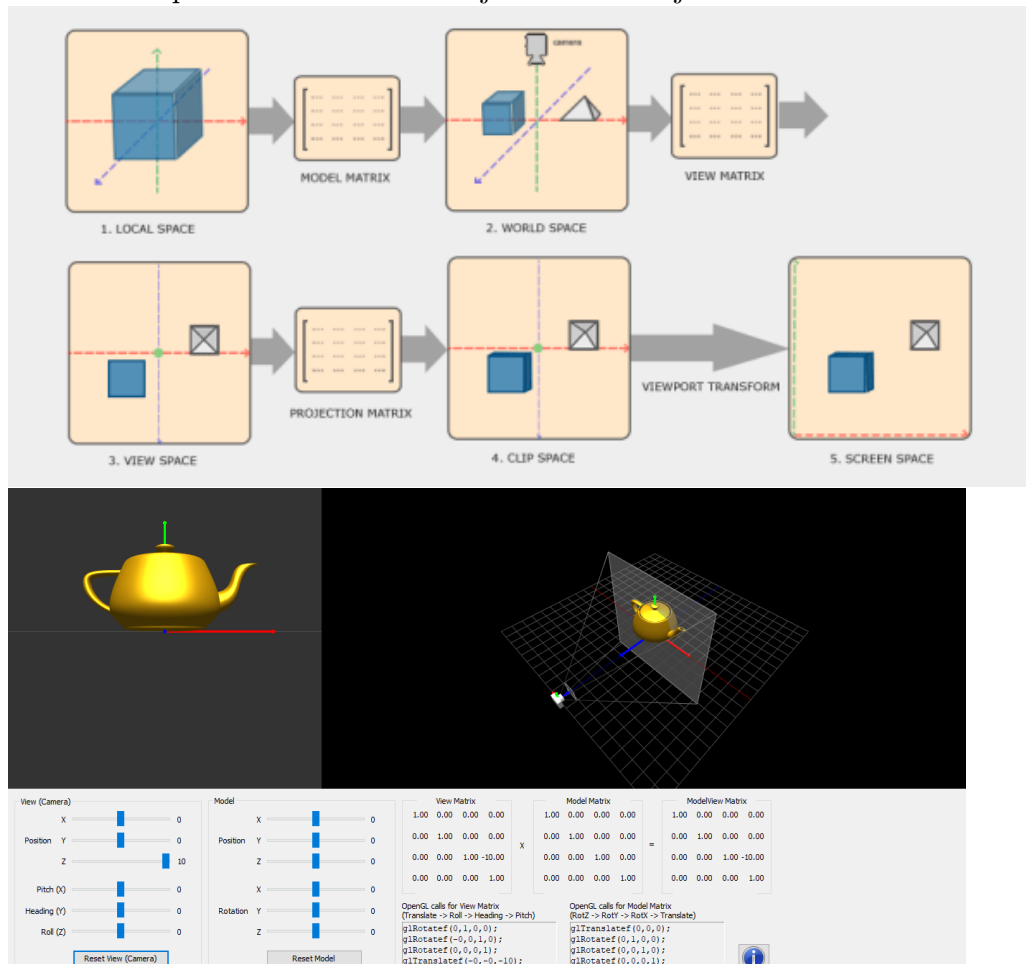 camera
MODEL MATRIX
VIEW MATRIX
1. LOCAL SPACE
2. WORLD SPACE
PROJECTION MATRIX
VIEWPORT TRANSFORM
3. VIEW SPACE
4. CLIP SPACE
5. SCREEN SPACE
View (Camera)
X 0
Position Y 0
Z 10
Pitch (X) 0
Heading (Y) 0
Roll (Z) 0
Reset View (Camera)
Model
X 0
Position Y 0
Z 0
X 0
Rotation Y 0
Z 0
Reset Model
View Matrix
1.00 0.00 0.00 0.00
0.00 1.00 0.00 0.00
0.00 0.00 1.00 -10.00
0.00 0.00 0.00 1.00
x
Model Matrix
1.00 0.00 0.00 0.00
0.00 1.00 0.00 0.00
0.00 0.00 1.00 0.00
0.00 0.00 0.00 1.00
=
ModelView Matrix
1.00 0.00 0.00 0.00
0.00 1.00 0.00 0.00
0.00 0.00 1.00 -10.00
0.00 0.00 0.00 1.00
OpenGL calls for View Matrix
(Translate -> Roll -> Heading -> Pitch)
glRotatef(0,1,0,0);
glRotatef(-0,0,1,0);
glRotatef(0,0,0,1);
glTranslatef(-0,-0,-10);
OpenGL calls for Model Matrix
(RotZ -> RotY -> RotX -> Translate)
glTranslatef(0,0,0);
glRotatef(0,1,0,0);
glRotatef(0,0,1,0);
glRotatef(0,0,0,1);